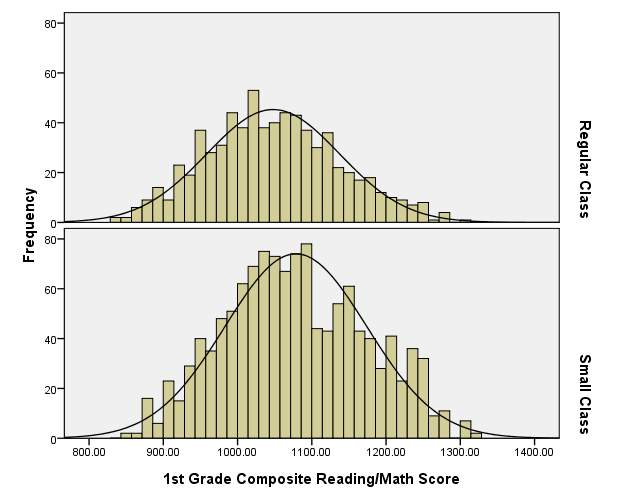 80
60
40
20
0
Regular Class
Frequency
80
60
40
20
0
Small Class
800.00 900.00 1000.00 1100.00 1200.00 1300.00 1400.00
1st Grade Composite Reading/Math Score